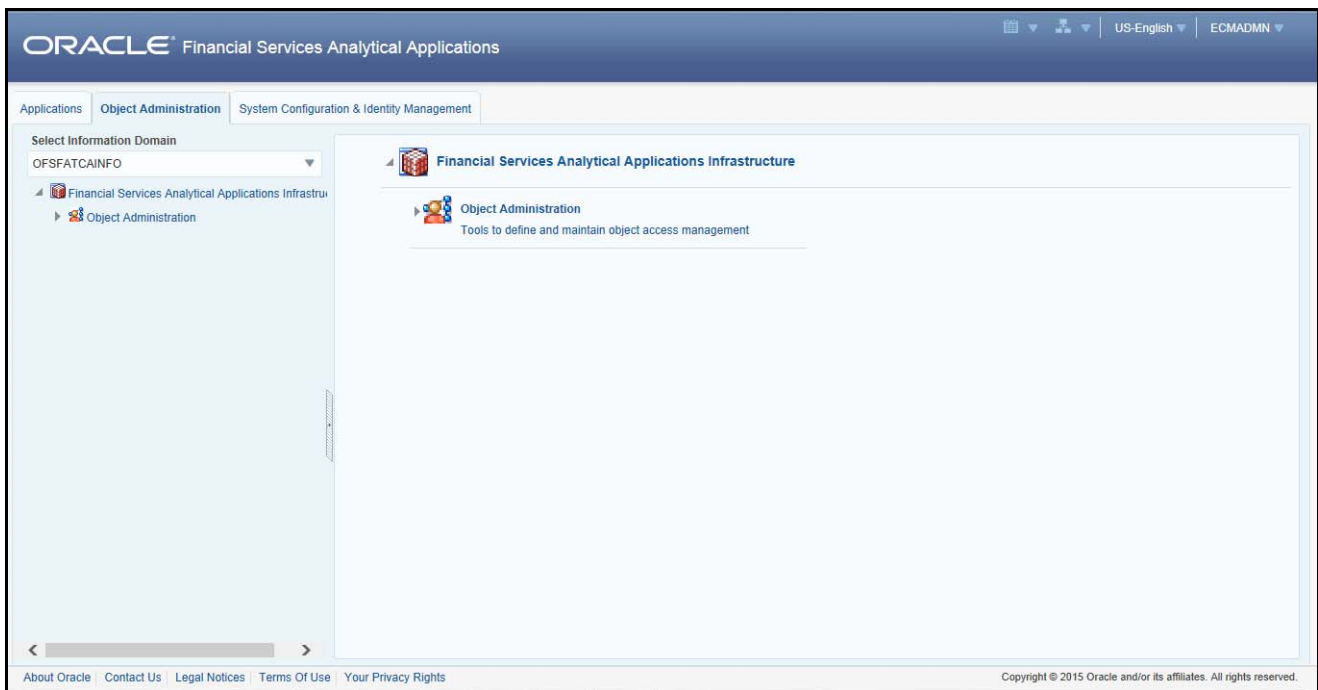 ORACLE® Financial Services Analytical Applications
US-English
ECMADMN
Applications
Object Administration
System Configuration & Identity Management
Select Information Domain
OFSFATCAINFO
Financial Services Analytical Applications Infrastru
Object Administration
Financial Services Analytical Applications Infrastructure
Object Administration
Tools to define and maintain object access management
About Oracle | Contact Us | Legal Notices | Terms Of Use | Your Privacy Rights
Copyright © 2015 Oracle and/or its affiliates. All rights reserved.